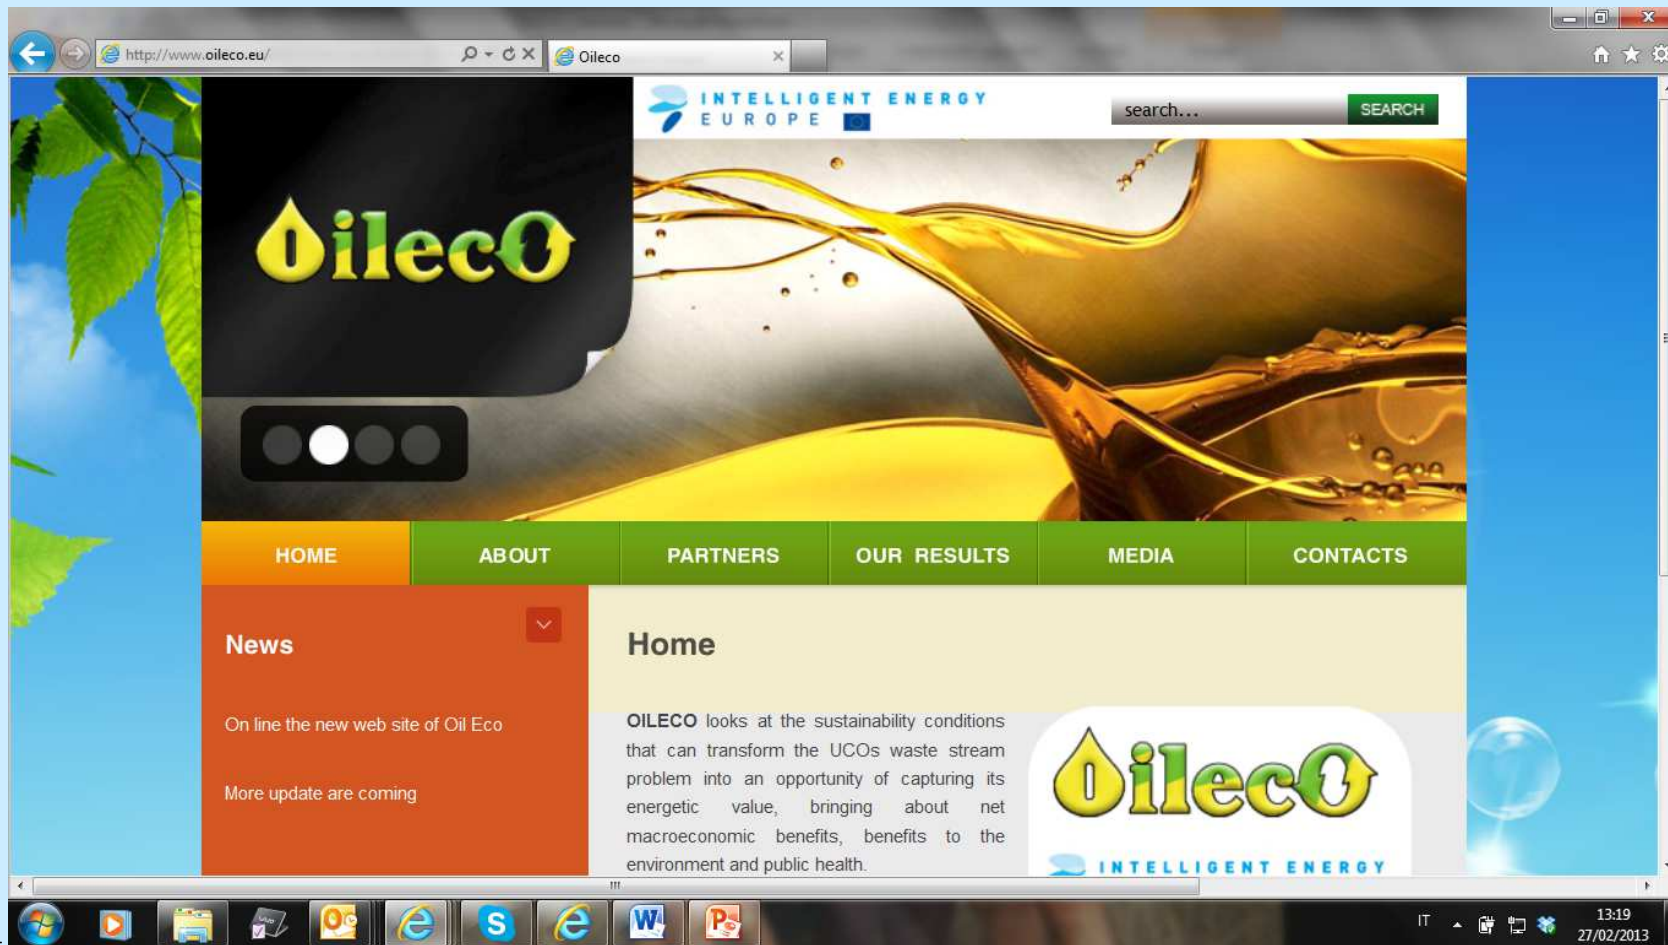 http://www.oileco.eu/
Oileco
INTELLIGENT ENERGY
EUROPE
search...
SEARCH
OilecO
HOME
ABOUT
PARTNERS
OUR RESULTS
MEDIA
CONTACTS
News
On line the new web site of Oil Eco
More update are coming
Home
OILECO looks at the sustainability conditions
that can transform the UCOs waste stream
problem into an opportunity of capturing its
energetic value, bringing about net
macroeconomic benefits, benefits to the
environment and public health.
OilecO
INTELLIGENT ENERGY
IT
13:19
27/02/2013